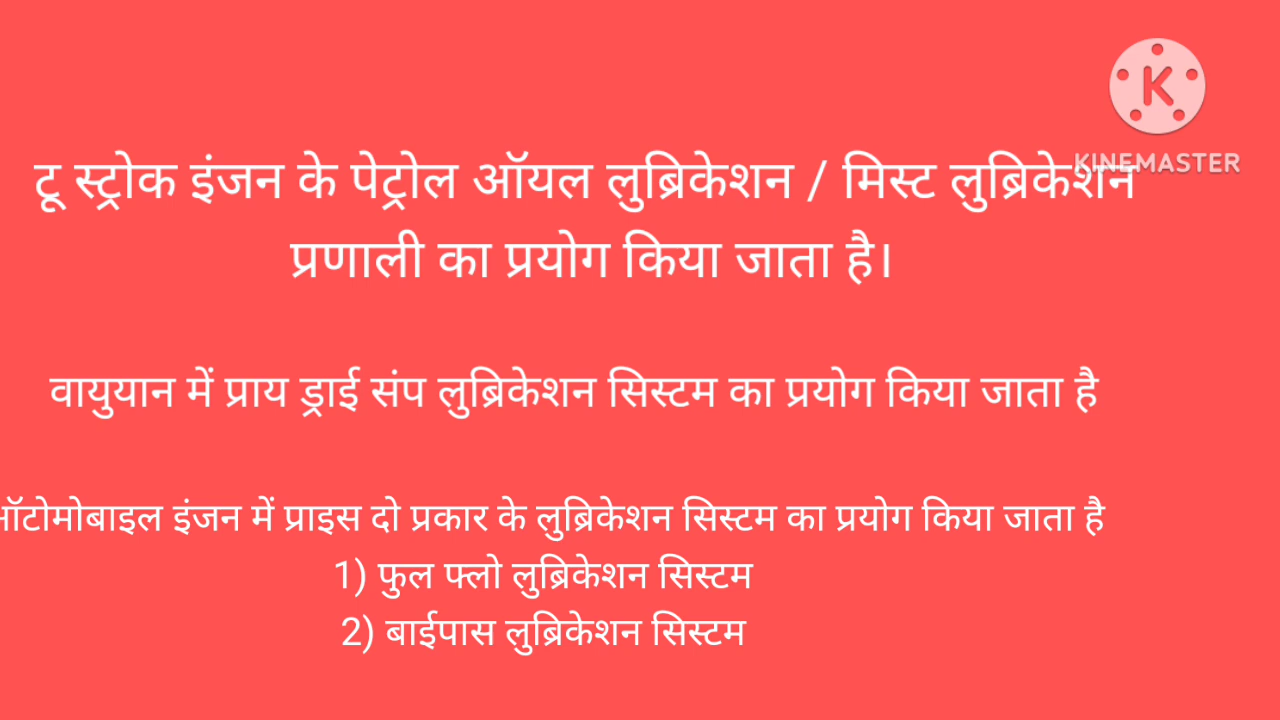 K
KINEMASTER
टू स्ट्रोक इंजन के पेट्रोल ऑयल लुब्रिकेशन / मिस्ट लुब्रिकेशन
प्रणाली का प्रयोग किया जाता है।
वायुयान में प्राय ड्राई संप लुब्रिकेशन सिस्टम का प्रयोग किया जाता है
ऑटोमोबाइल इंजन में प्राइस दो प्रकार के लुब्रिकेशन सिस्टम का प्रयोग किया जाता है
1) फुल फ्लो लुब्रिकेशन सिस्टम
2) बाईपास लुब्रिकेशन सिस्टम